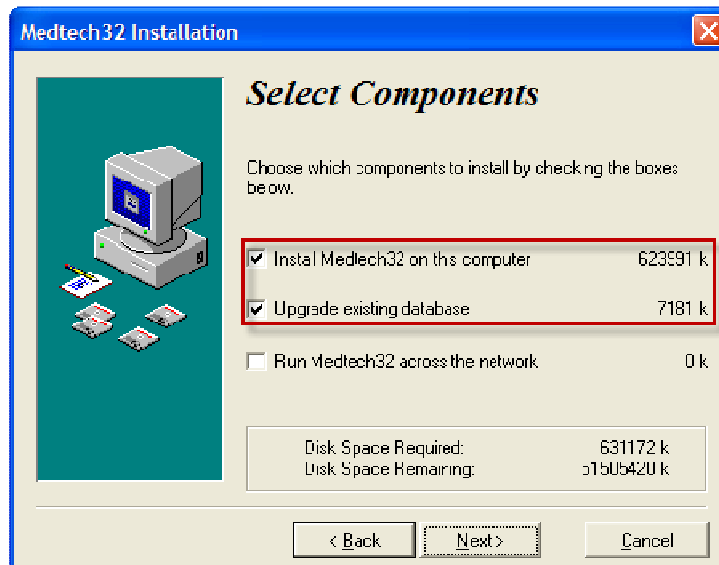 Medtech32 Installation
Select Components
Choose which components to install by checking the boxes
below.
Install Medtech32 on this computer 623991 k
Upgrade existing database 7181 k
Run Medtech32 across the network 0 k
Disk Space Required: 631172 k
Disk Space Remaining: 51505420 k
< Back Next > Cancel